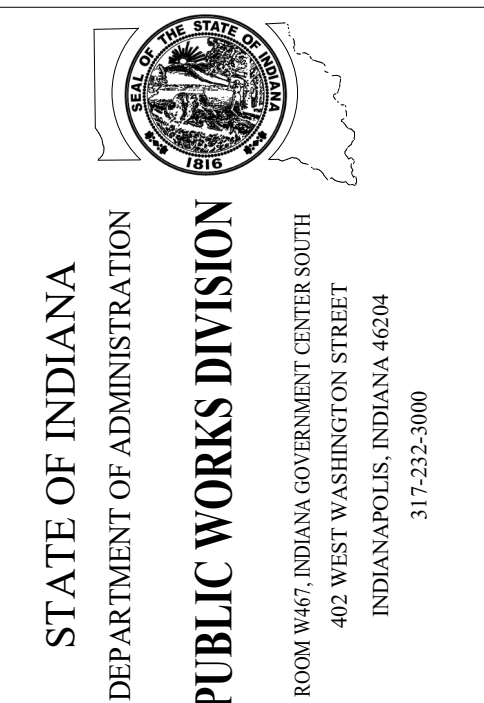 SEAL OF THE STATE OF INDIANA
1816
STATE OF INDIANA
DEPARTMENT OF ADMINISTRATION
PUBLIC WORKS DIVISION
ROOM W467, INDIANA GOVERNMENT CENTER SOUTH
402 WEST WASHINGTON STREET
INDIANAPOLIS, INDIANA 46204
317-232-3000